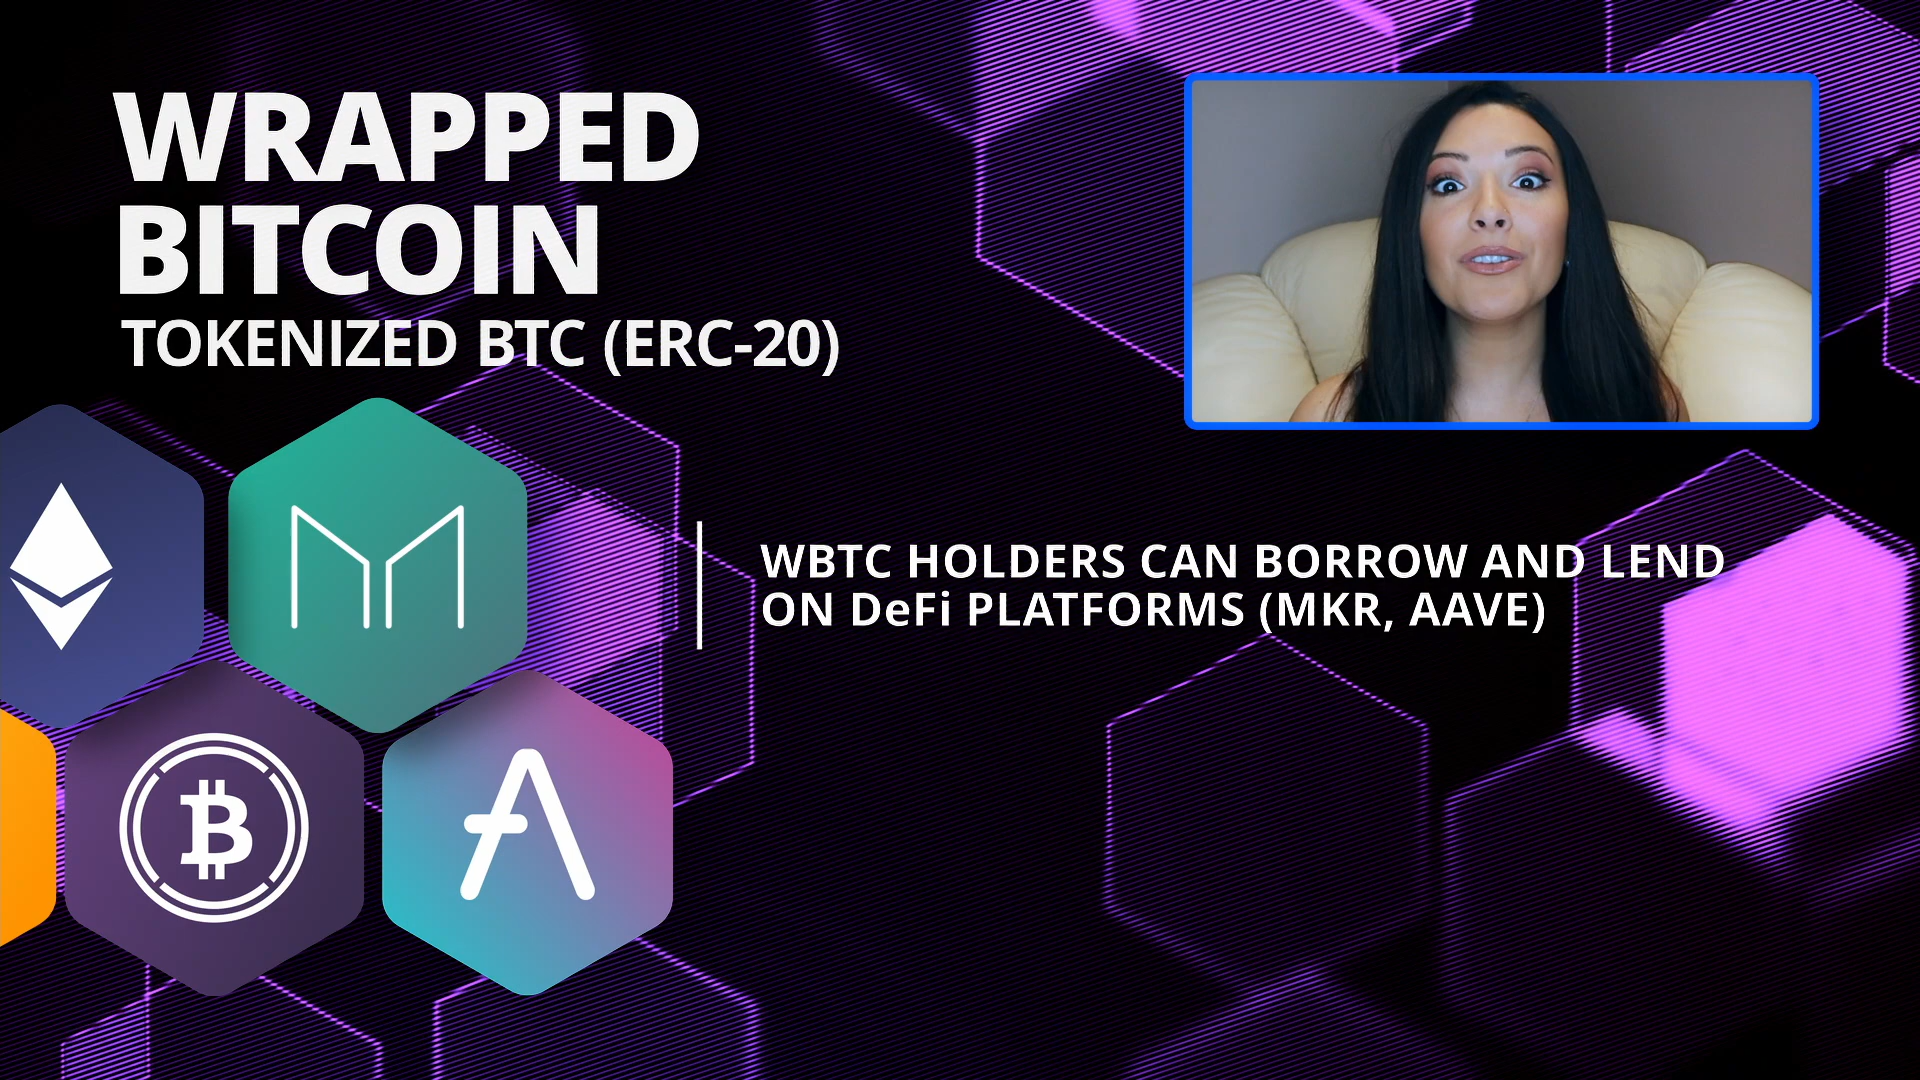 WRAPPED
BITCOIN
TOKENIZED BTC (ERC-20)
WBTC HOLDERS CAN BORROW AND LEND
ON DeFi PLATFORMS (MKR, AAVE)